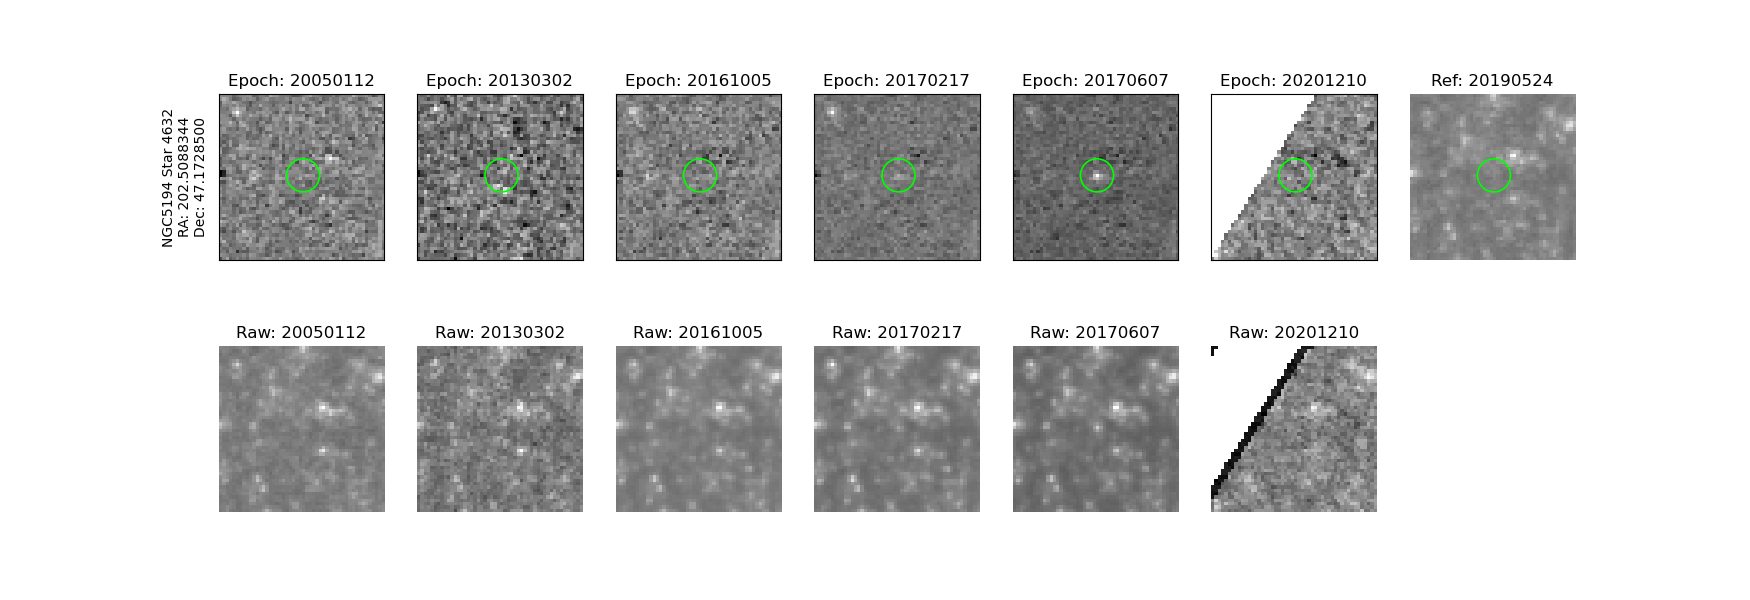 NGC5194 Star 4632
RA: 202.5088344
Dec: 47.1728500
Epoch: 20050112
Epoch: 20130302
Epoch: 20161005
Epoch: 20170217
Epoch: 20170607
Epoch: 20201210
Ref: 20190524
Raw: 20050112
Raw: 20130302
Raw: 20161005
Raw: 20170217
Raw: 20170607
Raw: 20201210